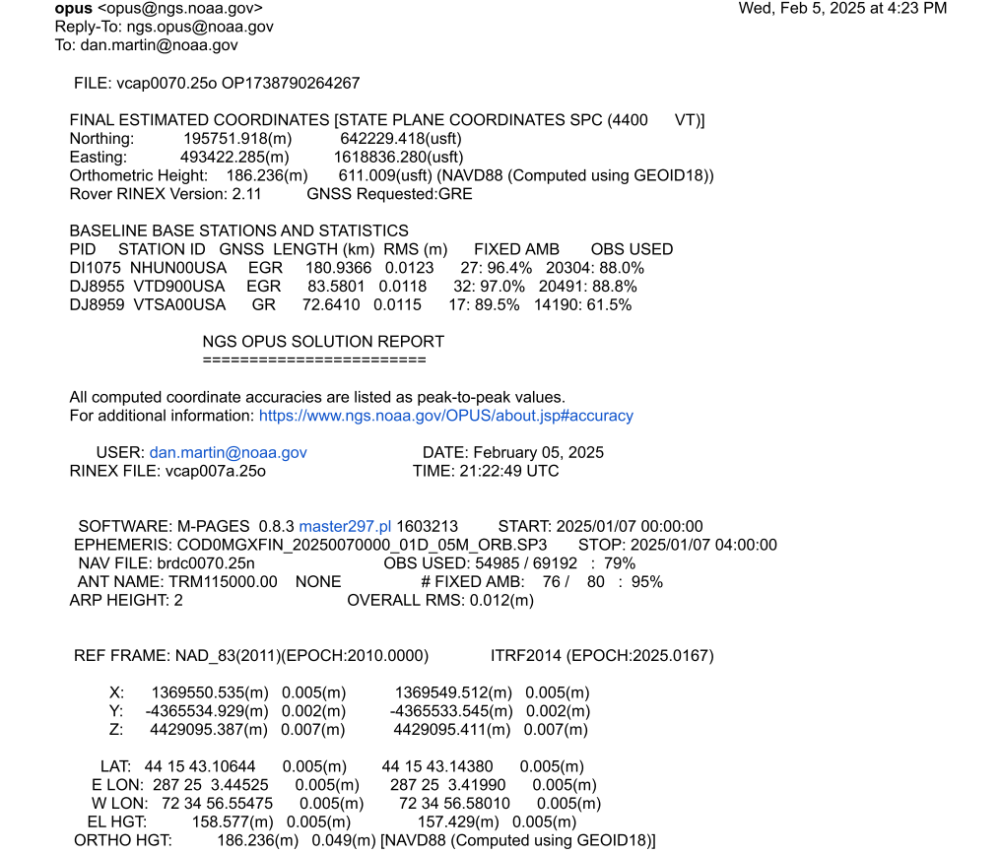 opus <opus@ngs.noaa.gov> Wed, Feb 5, 2025 at 4:23 PM
Reply-To: ngs.opus@noaa.gov
To: dan.martin@noaa.gov
FILE: vcap0070.25o OP1738790264267
FINAL ESTIMATED COORDINATES [STATE PLANE COORDINATES SPC (4400 VT)]
Northing: 195751.918(m) 642229.418(usft)
Easting: 493422.285(m) 1618836.280(usft)
Orthometric Height: 186.236(m) 611.009(usft) (NAVD88 (Computed using GEOID18))
Rover RINEX Version: 2.11 GNSS Requested:GRE
BASELINE BASE STATIONS AND STATISTICS
PID STATION ID GNSS LENGTH (km) RMS (m) FIXED AMB OBS USED
DI1075 NHUN00USA EGR 180.9366 0.0123 27: 96.4% 20304: 88.0%
DJ8955 VTD900USA EGR 83.5801 0.0118 32: 97.0% 20491: 88.8%
DJ8959 VTSA00USA GR 72.6410 0.0115 17: 89.5% 14190: 61.5%
NGS OPUS SOLUTION REPORT
========================
All computed coordinate accuracies are listed as peak-to-peak values.
For additional information: https://www.ngs.noaa.gov/OPUS/about.jsp#accuracy
USER: dan.martin@noaa.gov DATE: February 05, 2025
RINEX FILE: vcap007a.25o TIME: 21:22:49 UTC
SOFTWARE: M-PAGES 0.8.3 master297.pl 1603213 START: 2025/01/07 00:00:00
EPHEMERIS: COD0MGXFIN_20250070000_01D_05M_ORB.SP3 STOP: 2025/01/07 04:00:00
NAV FILE: brdc0070.25n OBS USED: 54985 / 69192 : 79%
ANT NAME: TRM115000.00 NONE # FIXED AMB: 76 / 80 : 95%
ARP HEIGHT: 2 OVERALL RMS: 0.012(m)
REF FRAME: NAD_83(2011)(EPOCH:2010.0000) ITRF2014 (EPOCH:2025.0167)
X: 1369550.535(m) 0.005(m) 1369549.512(m) 0.005(m)
Y: -4365534.929(m) 0.002(m) -4365533.545(m) 0.002(m)
Z: 4429095.387(m) 0.007(m) 4429095.411(m) 0.007(m)
LAT: 44 15 43.10644 0.005(m) 44 15 43.14380 0.005(m)
E LON: 287 25 3.44525 0.005(m) 287 25 3.41990 0.005(m)
W LON: 72 34 56.55475 0.005(m) 72 34 56.58010 0.005(m)
EL HGT: 158.577(m) 0.005(m) 157.429(m) 0.005(m)
ORTHO HGT: 186.236(m) 0.049(m) [NAVD88 (Computed using GEOID18)]